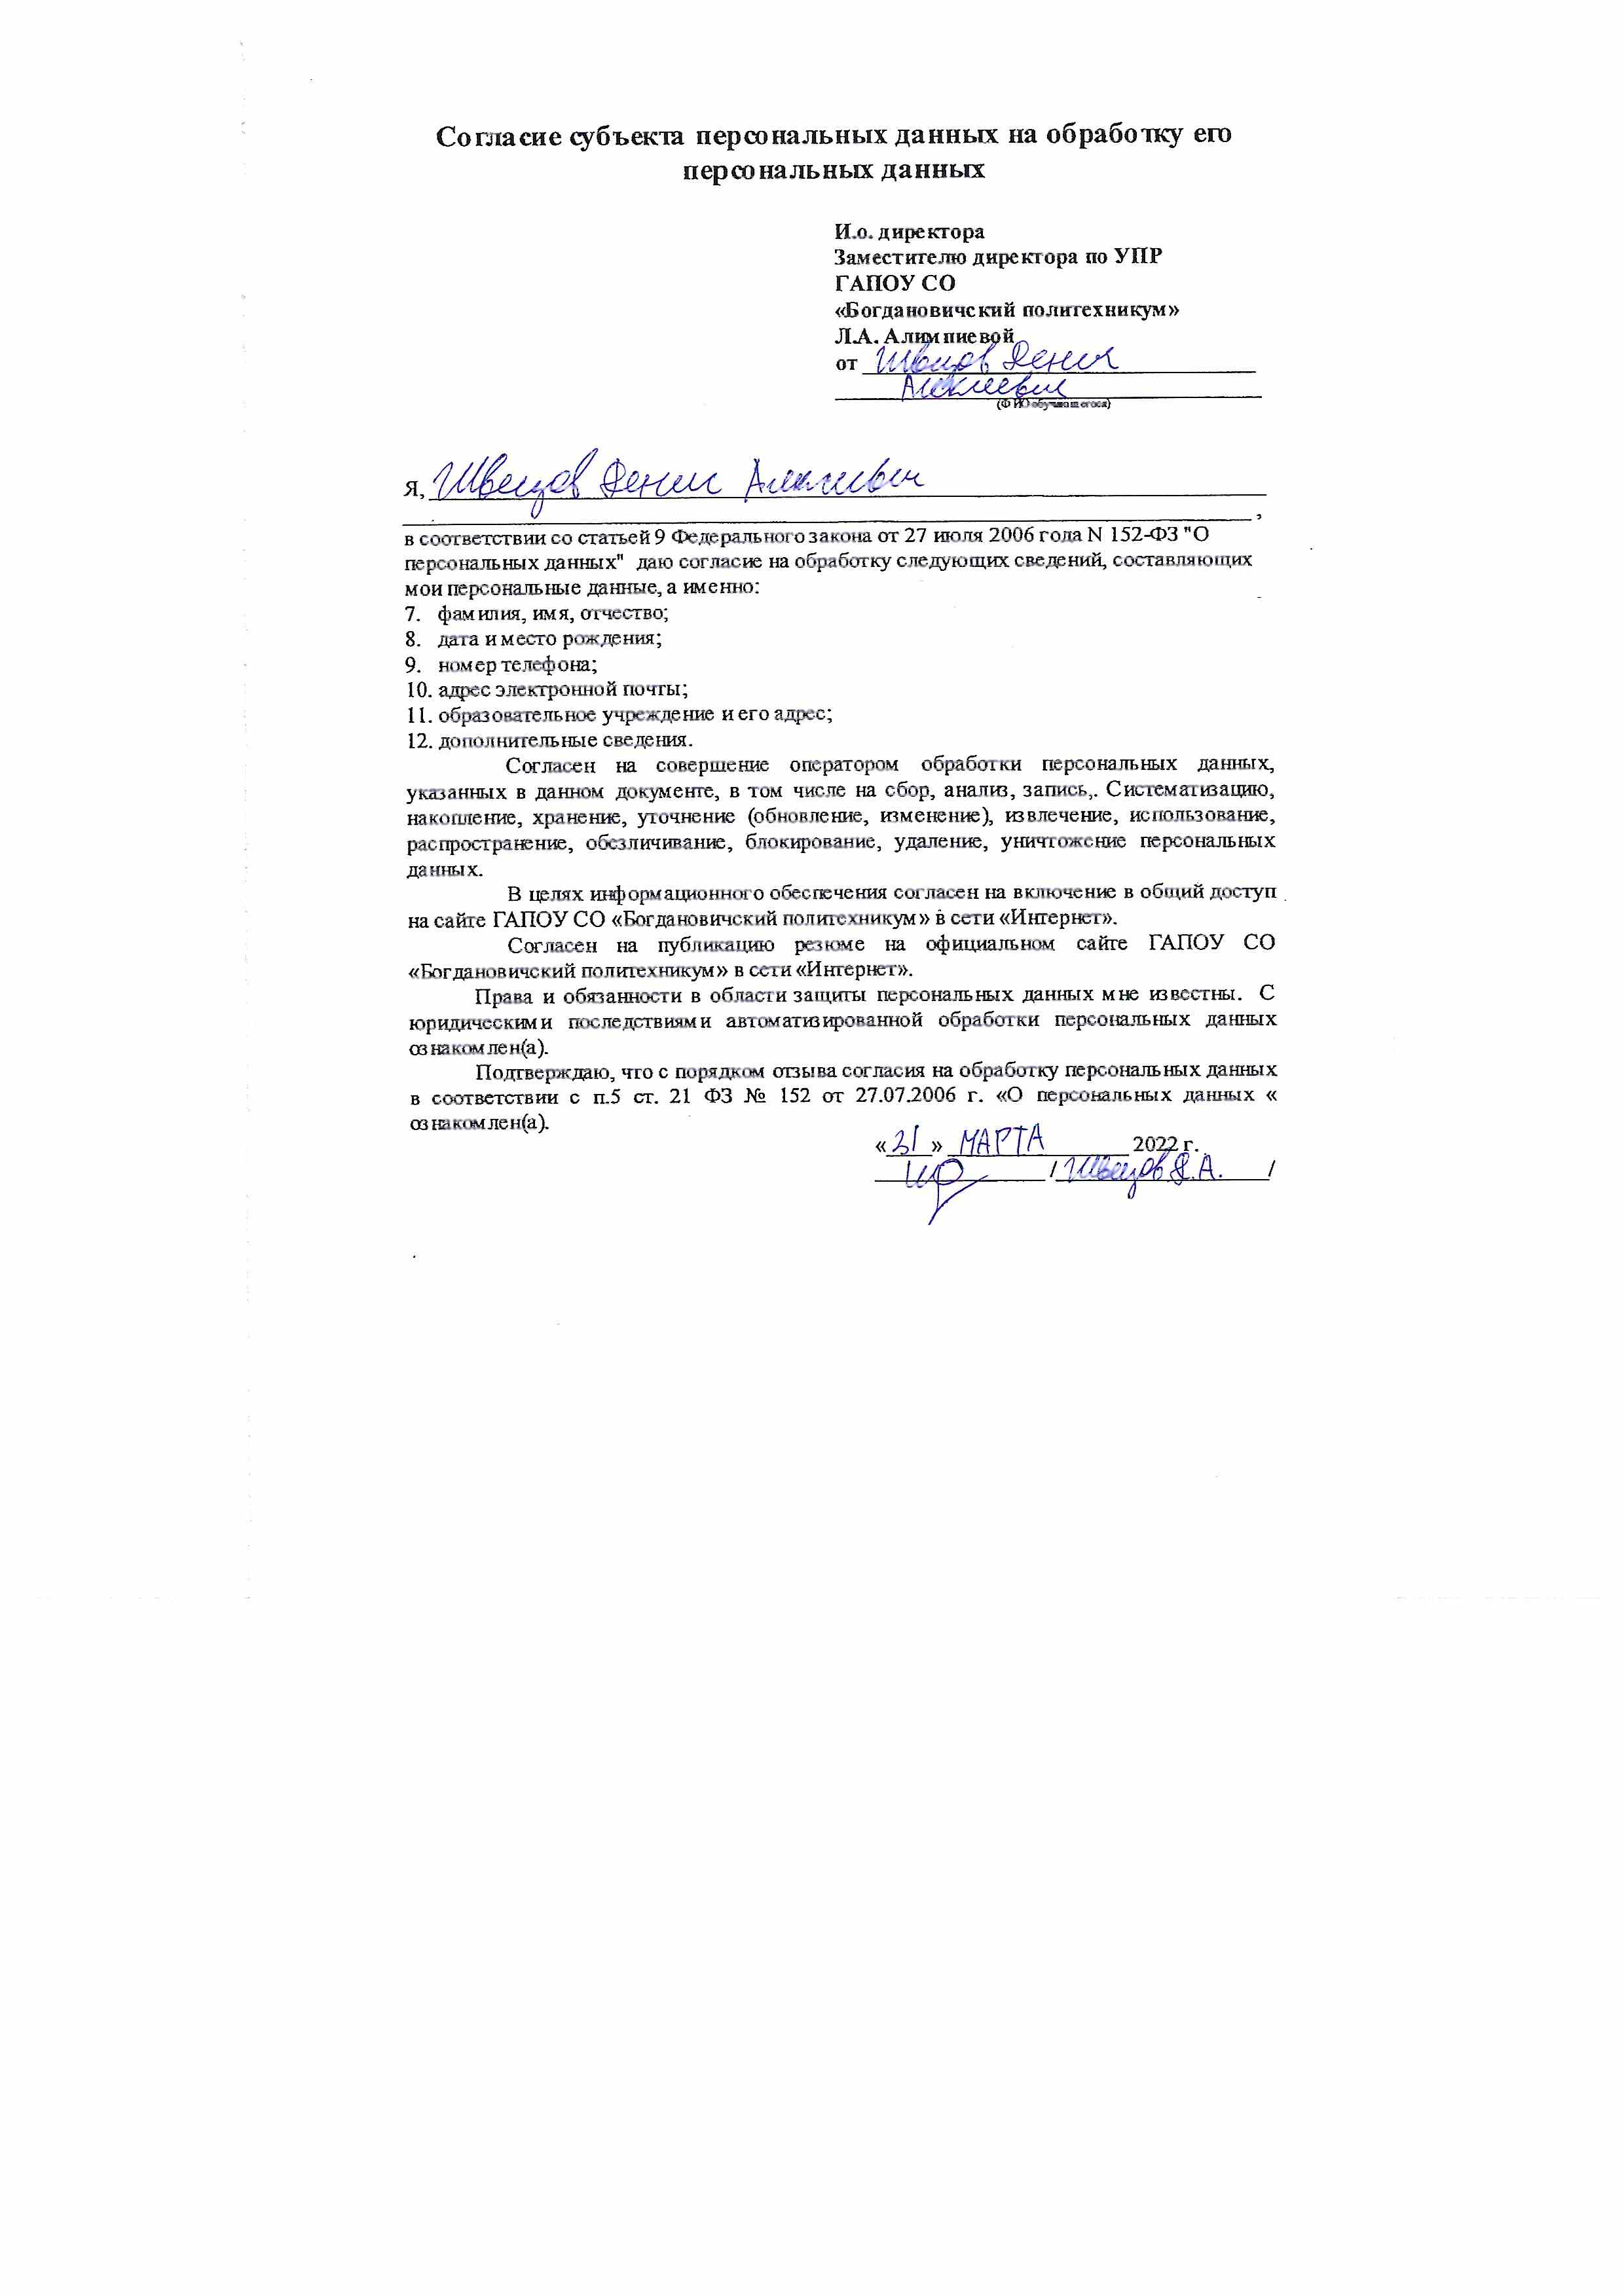 Согласие субъекта персональных данных на обработку его
персональных данных
И.о. директора
Заместителю директора по УПР
ГАПОУ СО
«Богдановичский политехникум»
Л.А. Алимпиевой
от Швецов Денис
Алексеевич
(ФИО обучающегося)
Я, Швецов Денис Алексеевич
,
в соответствии со статьей 9 Федерального закона от 27 июля 2006 года N 152-ФЗ "О
персональных данных" даю согласие на обработку следующих сведений, составляющих
мои персональные данные, а именно:
7. фамилия, имя, отчество;
8. дата и место рождения;
9. номер телефона;
10. адрес электронной почты;
11. образовательное учреждение и его адрес;
12. дополнительные сведения.
Согласен на совершение оператором обработки персональных данных,
указанных в данном документе, в том числе на сбор, анализ, запись,. Систематизацию,
накопление, хранение, уточнение (обновление, изменение), извлечение, использование,
распространение, обезличивание, блокирование, удаление, уничтожение персональных
данных.
В целях информационного обеспечения согласен на включение в общий доступ
на сайте ГАПОУ СО «Богдановичский политехникум» в сети «Интернет».
Согласен на публикацию резюме на официальном сайте ГАПОУ СО
«Богдановичский политехникум» в сети «Интернет».
Права и обязанности в области защиты персональных данных мне известны. С
юридическими последствиями автоматизированной обработки персональных данных
ознакомлен(а).
Подтверждаю, что с порядком отзыва согласия на обработку персональных данных
в соответствии с п.5 ст. 21 ФЗ № 152 от 27.07.2006 г. «О персональных данных «
ознакомлен(а).
«31» МАРТА 2022 г.
/ Швецов Д.А. /